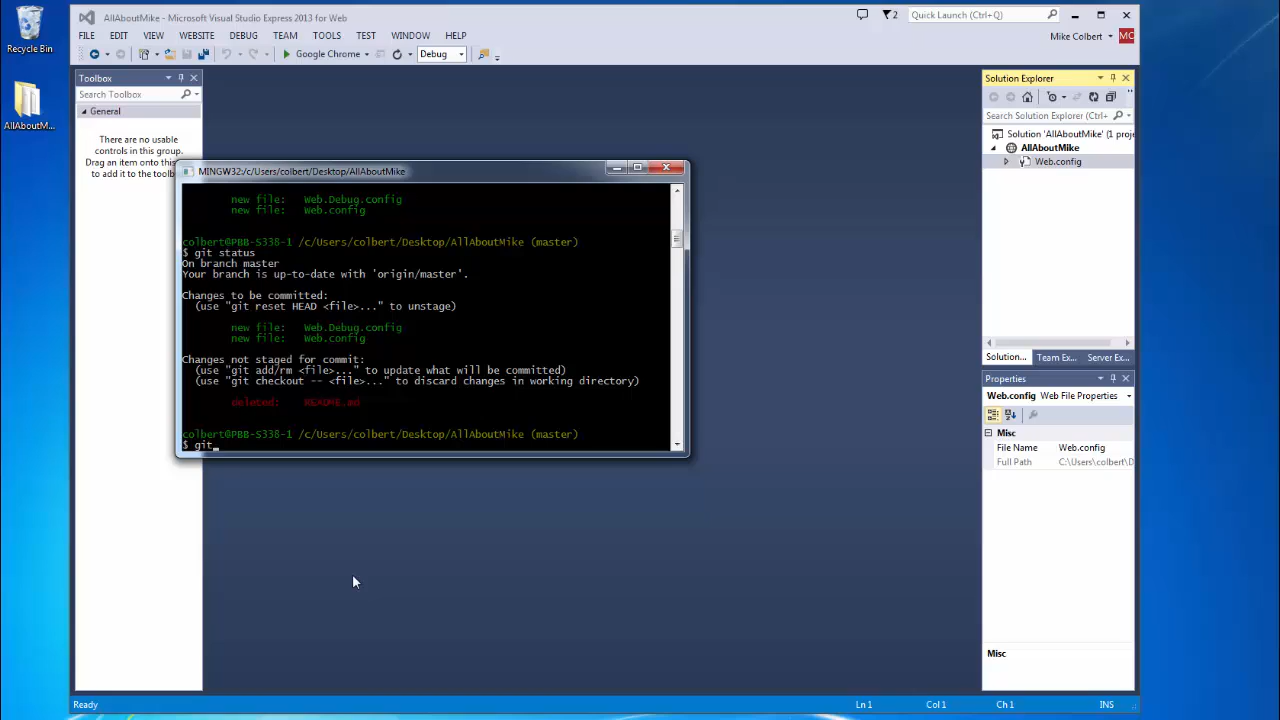 Recycle Bin
AllAboutM...
AllAboutMike - Microsoft Visual Studio Express 2013 for Web
2
Quick Launch (Ctrl+Q)
FILE EDIT VIEW WEBSITE DEBUG TEAM TOOLS TEST WINDOW HELP
Mike Colbert
MC
Google Chrome
Debug
Toolbox
Search Toolbox
General
There are no usable
controls in this group.
Drag an item onto this
to add it to the toolb
MINGW32:/c/Users/colbert/Desktop/AllAboutMike
new file: Web.Debug.config
new file: Web.config
colbert@PBB-S338-1 /c/Users/colbert/Desktop/AllAboutMike (master)
$ git status
On branch master
Your branch is up-to-date with 'origin/master'.
Changes to be committed:
(use "git reset HEAD <file>..." to unstage)
new file: Web.Debug.config
new file: Web.config
Changes not staged for commit:
(use "git add/rm <file>..." to update what will be committed)
(use "git checkout -- <file>..." to discard changes in working directory)
deleted: README.md
colbert@PBB-S338-1 /c/Users/colbert/Desktop/AllAboutMike (master)
$ git_
Solution Explorer
Search Solution Explorer (Ctrl+
Solution 'AllAboutMike' (1 proje
AllAboutMike
Web.config
Solution... Team Ex... Server Ex...
Properties
Web.config Web File Properties
Misc
File Name Web.config
Full Path C:\Users\colbert\D
Misc
Ready
Ln 1 Col 1 Ch 1 INS